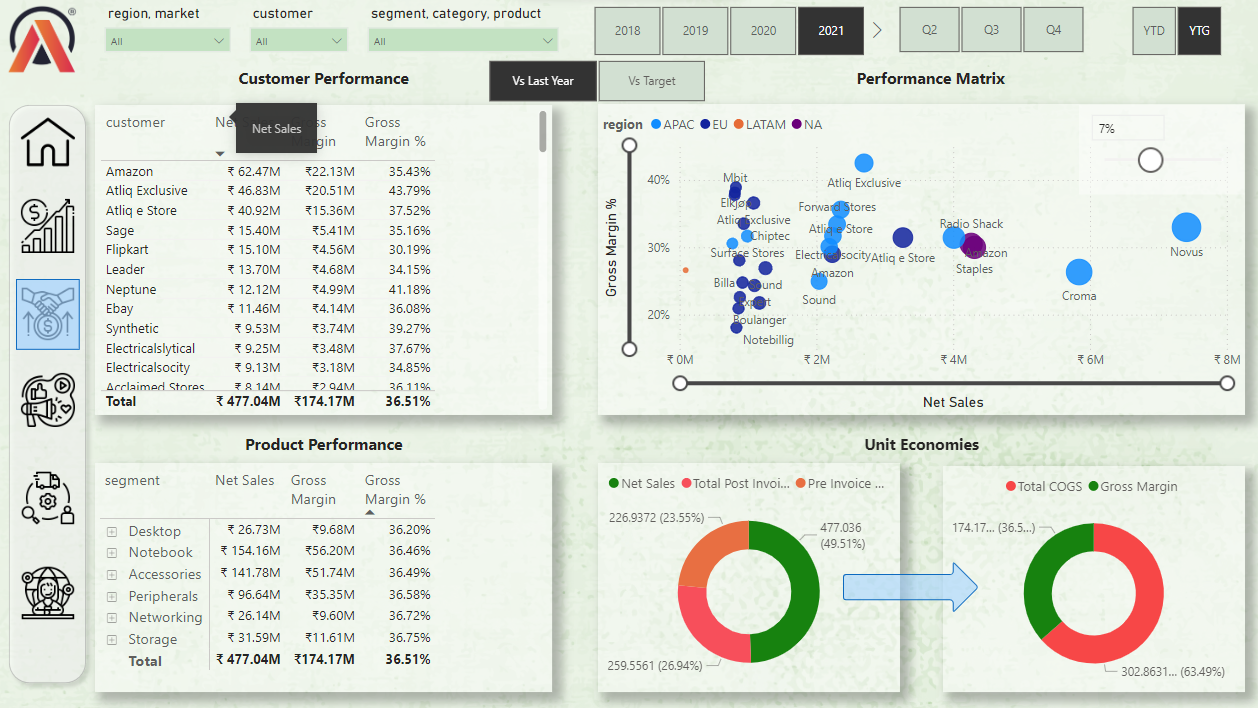 region, market
customer
segment, category, product
All
All
All
2018
2019
2020
2021
Q2
Q3
Q4
YTD
YTG
Customer Performance
Vs Last Year
Vs Target
Performance Matrix
customer
Net Sales
Gross
Margin %
Amazon ₹ 62.47M ₹22.13M 35.43%
Atliq Exclusive ₹ 46.83M ₹20.51M 43.79%
Atliq e Store ₹ 40.92M ₹15.36M 37.52%
Sage ₹ 15.40M ₹5.41M 35.16%
Flipkart ₹ 15.10M ₹4.56M 30.19%
Leader ₹ 13.70M ₹4.68M 34.15%
Neptune ₹ 12.12M ₹4.99M 41.18%
Ebay ₹ 11.46M ₹4.14M 36.08%
Synthetic ₹ 9.53M ₹3.74M 39.27%
Electricalslytical ₹ 9.25M ₹3.48M 37.67%
Electricalsocity ₹ 9.13M ₹3.18M 34.85%
Acclaimed Stores ₹ 8.14M ₹2.94M 36.11%
Total ₹ 477.04M ₹174.17M 36.51%
region APAC EU LATAM NA
7%
Gross Margin %
40%
30%
20%
Mbit
Elkjøp
Atliq Exclusive
Chiptec
Surface Stores
Billa
Sound
Expert
Boulanger
Notebillig
Atliq Exclusive
Forward Stores
Atliq e Store
Electricalsocity
Amazon
Sound
Atliq e Store
Radio Shack
Amazon
Staples
Croma
Novus
₹ 0M
₹ 2M
₹ 4M
₹ 6M
₹ 8M
Net Sales
Product Performance
segment Net Sales Gross
Margin
Gross
Margin %
Desktop ₹ 26.73M ₹9.68M 36.20%
Notebook ₹ 154.16M ₹56.20M 36.46%
Accessories ₹ 141.78M ₹51.74M 36.49%
Peripherals ₹ 96.64M ₹35.35M 36.58%
Networking ₹ 26.14M ₹9.60M 36.72%
Storage ₹ 31.59M ₹11.61M 36.75%
Total ₹ 477.04M ₹174.17M 36.51%
Unit Economies
Net Sales Total Post Invoi... Pre Invoice ...
226.9372 (23.55%)
477.036
(49.51%)
259.5561 (26.94%)
Total COGS Gross Margin
174.17... (36.5...)
302.8631... (63.49%)